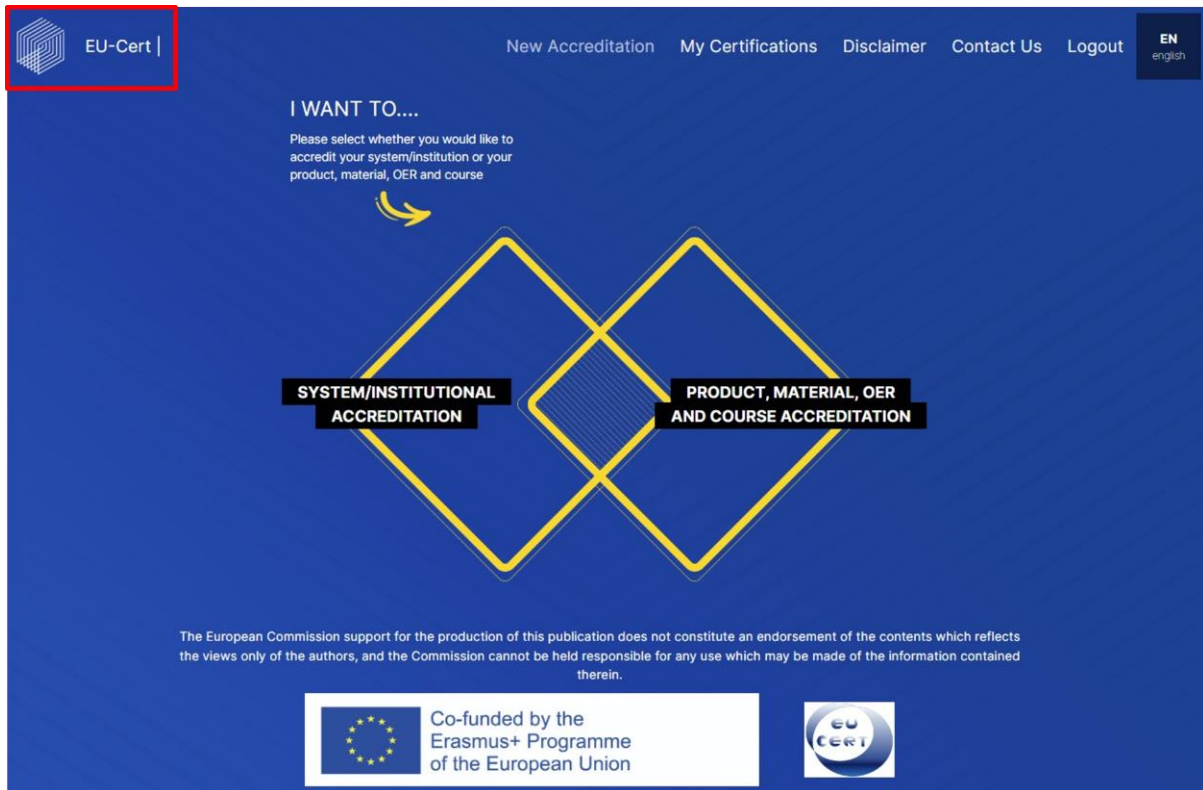 EU-Cert |
New Accreditation
My Certifications
Disclaimer
Contact Us
Logout
EN
english
I WANT TO....
Please select whether you would like to
accredit your system/institution or your
product, material, OER and course
SYSTEM/INSTITUTIONAL
ACCREDITATION
PRODUCT, MATERIAL, OER
AND COURSE ACCREDITATION
The European Commission support for the production of this publication does not constitute an endorsement of the contents which reflects
the views only of the authors, and the Commission cannot be held responsible for any use which may be made of the information contained
therein.
Co-funded by the
Erasmus+ Programme
of the European Union
EU
CERT